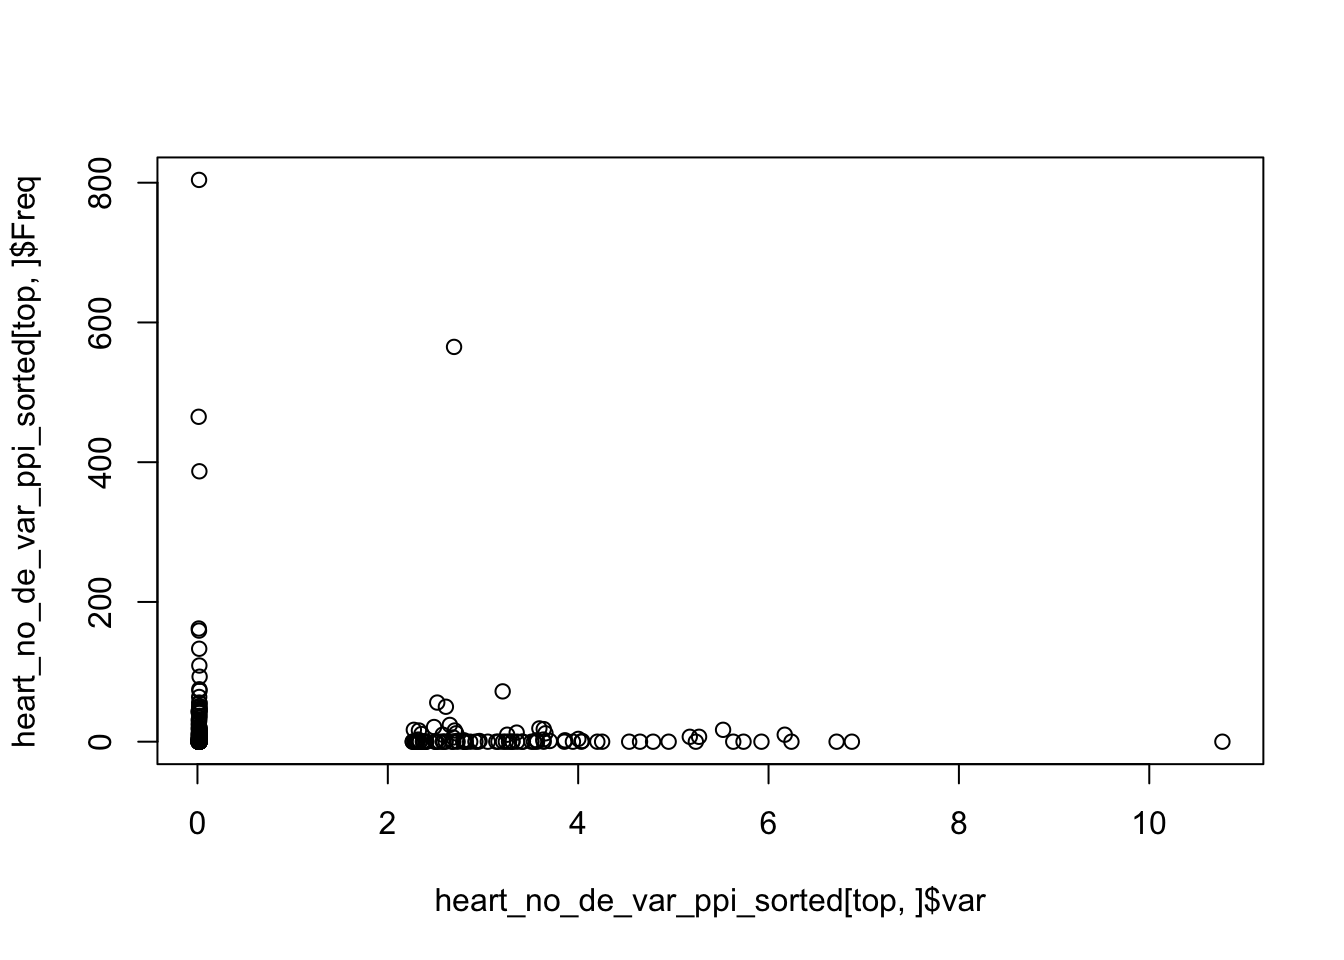 heart_no_de_var_ppi_sorted[top, ]$Freq
800
600
400
200
0
0 2 4 6 8 10
heart_no_de_var_ppi_sorted[top, ]$var